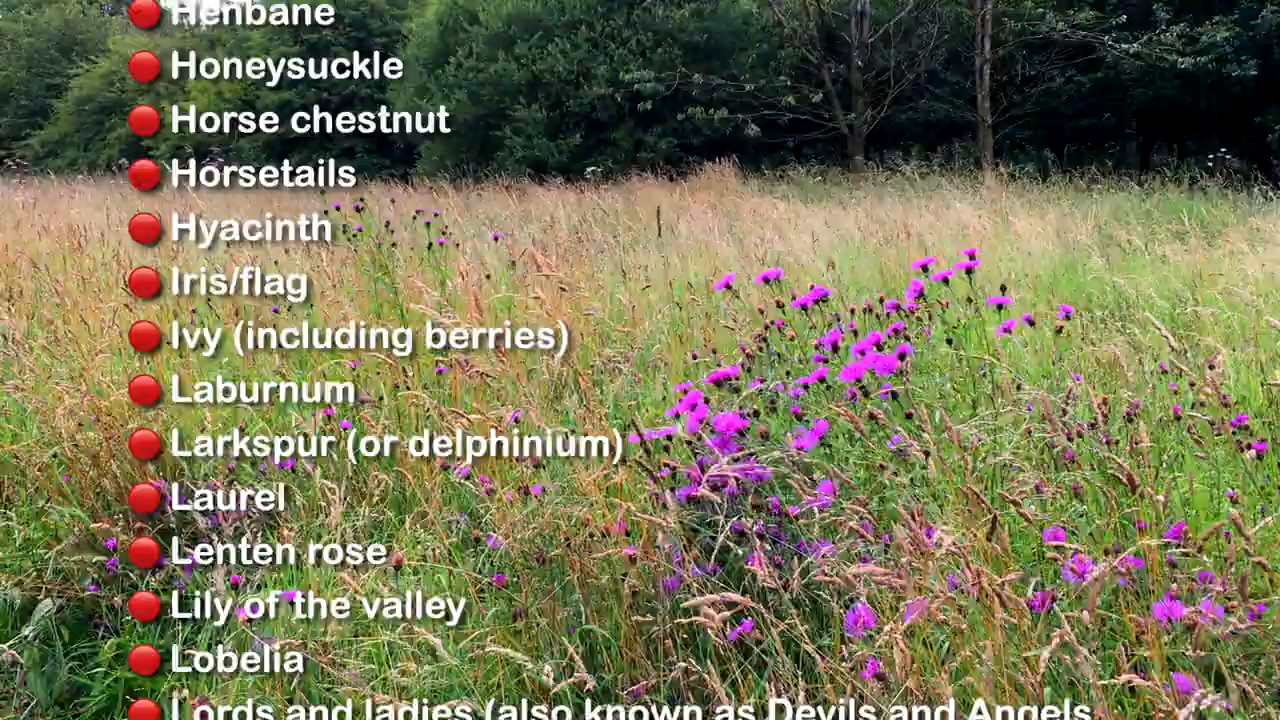 Henbane
Honeysuckle
Horse chestnut
Horsetails
Hyacinth
Iris/flag
Ivy (including berries)
Laburnum
Larkspur (or delphinium)
Laurel
Lenten rose
Lily of the valley
Lobelia
Lords and ladies (also known as Devils and Angels